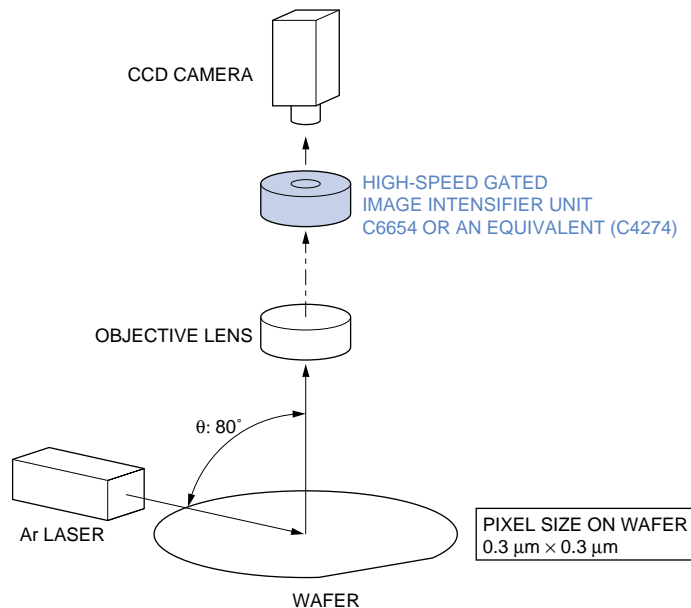 CCD CAMERA
HIGH-SPEED GATED
IMAGE INTENSIFIER UNIT
C6654 OR AN EQUIVALENT (C4274)
OBJECTIVE LENS
θ: 80˚
Ar LASER
PIXEL SIZE ON WAFER
0.3 µm × 0.3 µm
WAFER